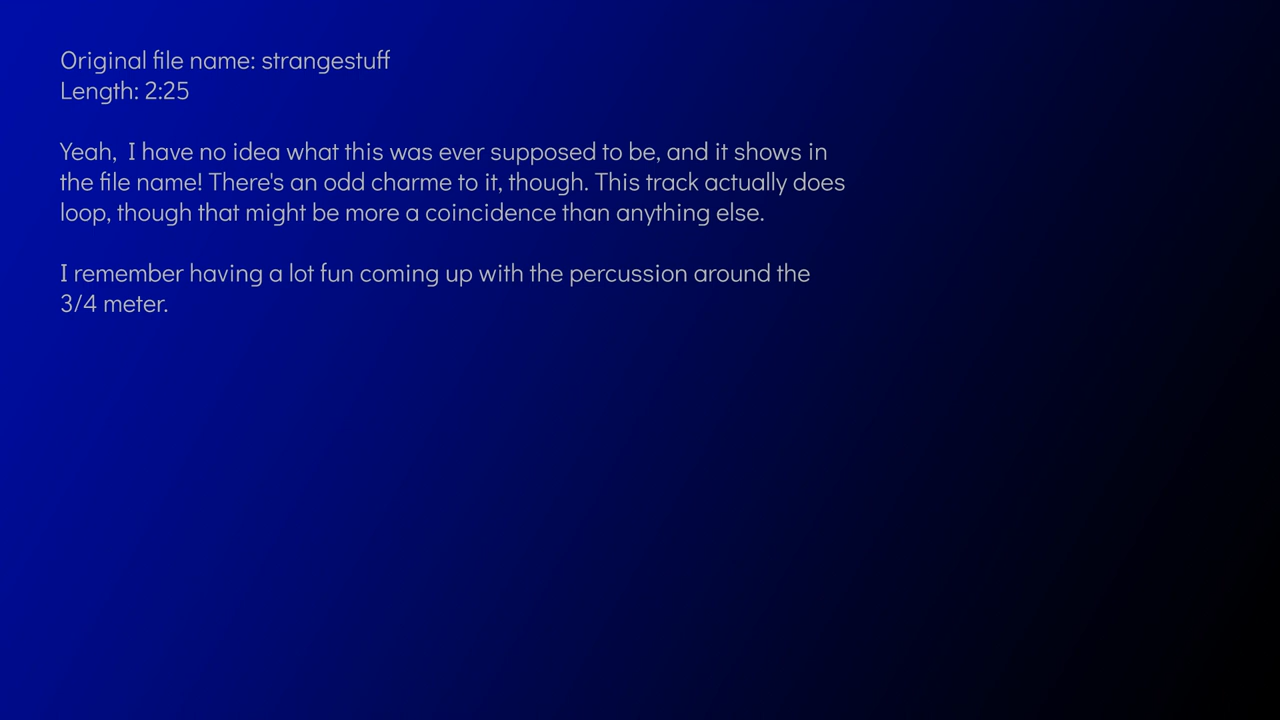 Original file name: strangestuff
Length: 2:25
Yeah,  I have no idea what this was ever supposed to be, and it shows in
the file name! There's an odd charme to it, though. This track actually does
loop, though that might be more a coincidence than anything else.
I remember having a lot fun coming up with the percussion around the
3/4 meter.